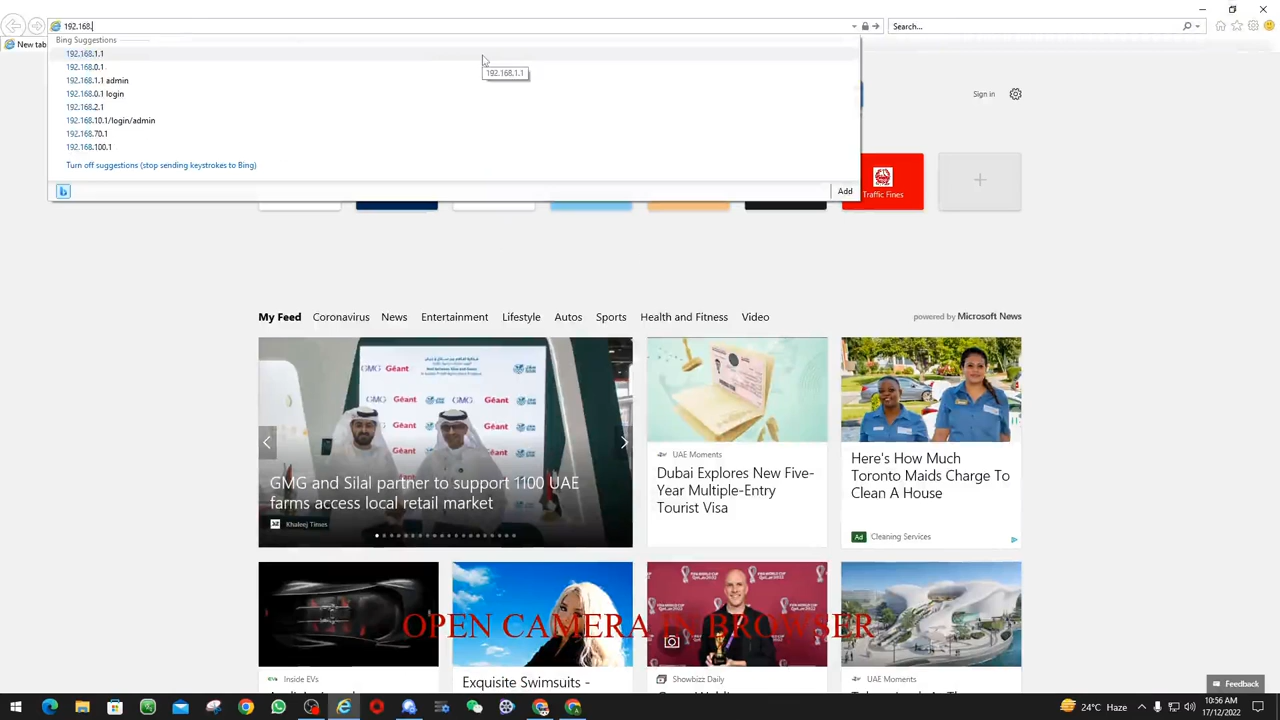 192.168.
Search...
New tab
Bing Suggestions
192.168.1.1
192.168.0.1
192.168.1.1 admin
192.168.0.1 login
192.168.2.1
192.168.10.1/login/admin
192.168.70.1
192.168.100.1
Turn off suggestions (stop sending keystrokes to Bing)
Add
192.168.1.1
Sign in
Traffic Fines
My Feed Coronavirus News Entertainment Lifestyle Autos Sports Health and Fitness Video
powered by Microsoft News
GMG Géant
Géant
GMG and Silal partner to support 1100 UAE
farms access local retail market
Khaleej Times
UAE Moments
Dubai Explores New Five-
Year Multiple-Entry
Tourist Visa
Here's How Much
Toronto Maids Charge To
Clean A House
Ad Cleaning Services
OPEN CAMERA IN BROWSER
Inside EVs
Exquisite Swimsuits -
Showbizz Daily
UAE Moments
Feedback
24°C Haze
10:56 AM
17/12/2022